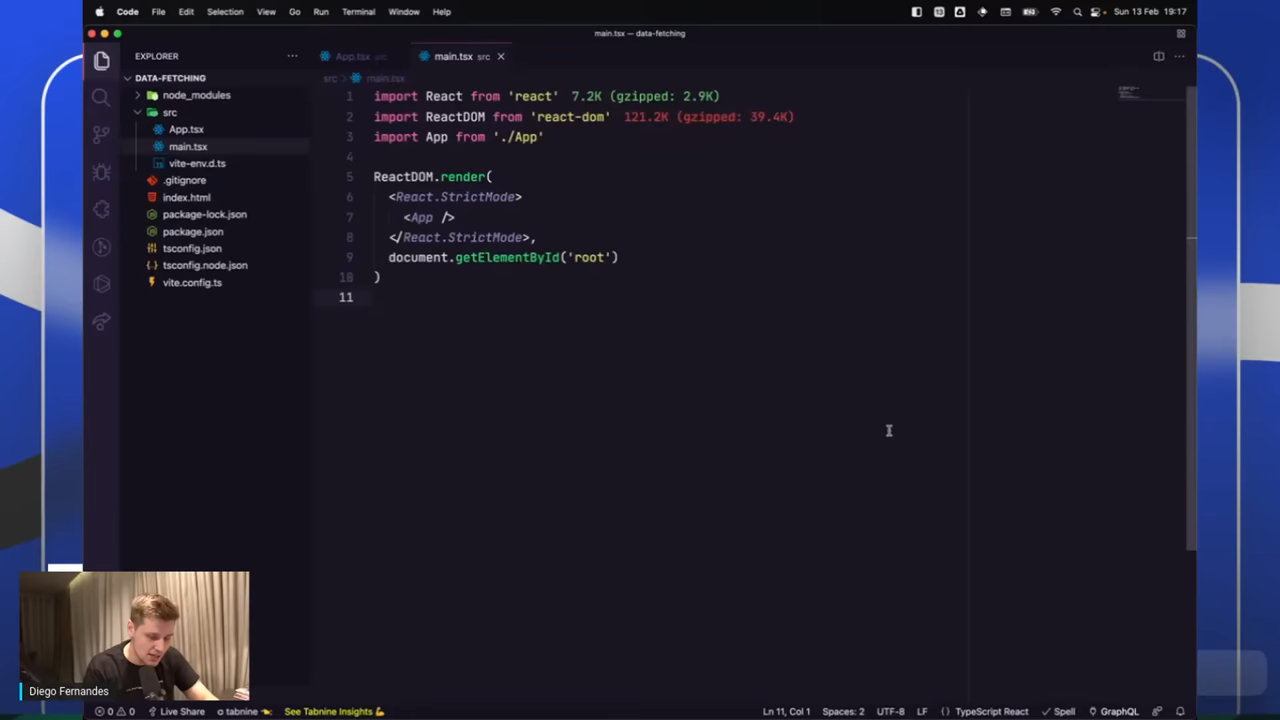 Code File Edit Selection View Go Run Terminal Window Help
Sun 13 Feb 19:17
main.tsx — data-fetching
EXPLORER
App.tsx src
main.tsx src
DATA-FETCHING
src > main.tsx
node_modules
src
App.tsx
main.tsx
vite-env.d.ts
.gitignore
index.html
package-lock.json
package.json
tsconfig.json
tsconfig.node.json
vite.config.ts
1 import React from 'react' 7.2K (gzipped: 2.9K)
2 import ReactDOM from 'react-dom' 121.2K (gzipped: 39.4K)
3 import App from './App'
4
5 ReactDOM.render(
6 <React.StrictMode>
7 <App />
8 </React.StrictMode>,
9 document.getElementById('root')
10 )
11
Diego Fernandes
0 0 Live Share tabnine See Tabnine Insights
Ln 11, Col 1 Spaces: 2 UTF-8 LF { } TypeScript React Spell GraphQL